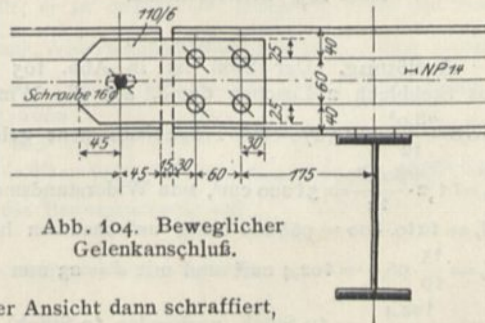 110/6
25
40
60
NP 14
Schraube 16 ϕ
25
40
45
30
45
15
30
60
175
Abb. 104. Beweglicher
Gelenkanschluß.
er Ansicht dann schraffiert,